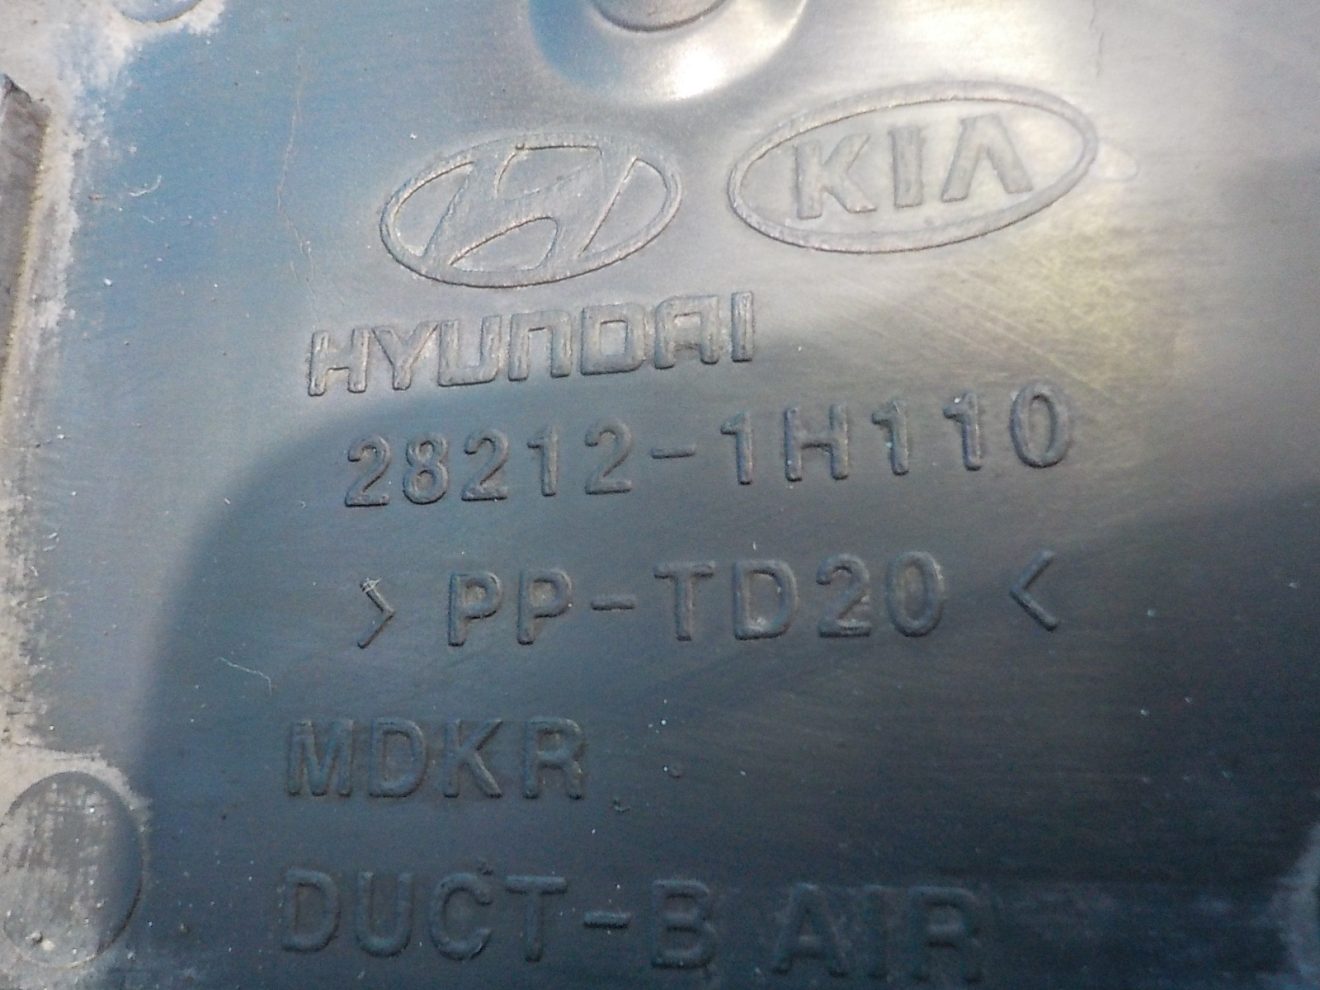 KIA
HYUNDAI
28212-1H110
> PP-TD20 <
MDKR
DUCT-B AIR